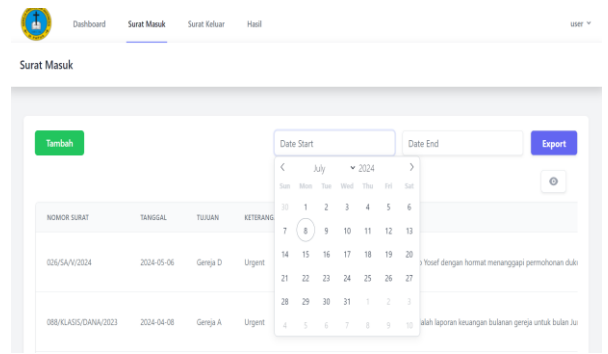 Dashboard Surat Masuk Surat Keluar Hasil user
Surat Masuk
Tambah Date Start Date End Export
July 2024
Sun Mon Tue Wed Thu Fri Sat
30 1 2 3 4 5 6
NOMOR SURAT TANGGAL TUJUAN KETERANG
7 8 9 10 11 12 13
14 15 16 17 18 19 20
026/SA/V/2024 2024-05-06 Gereja D Urgent Yosef dengan hormat menanggapi permohonan duk
21 22 23 24 25 26 27
28 29 30 31 1 2 3
088/KLASIS/DANA/2023 2024-04-08 Gereja A Urgent alah laporan keuangan bulanan gereja untuk bulan Ju
4 5 6 7 8 9 10